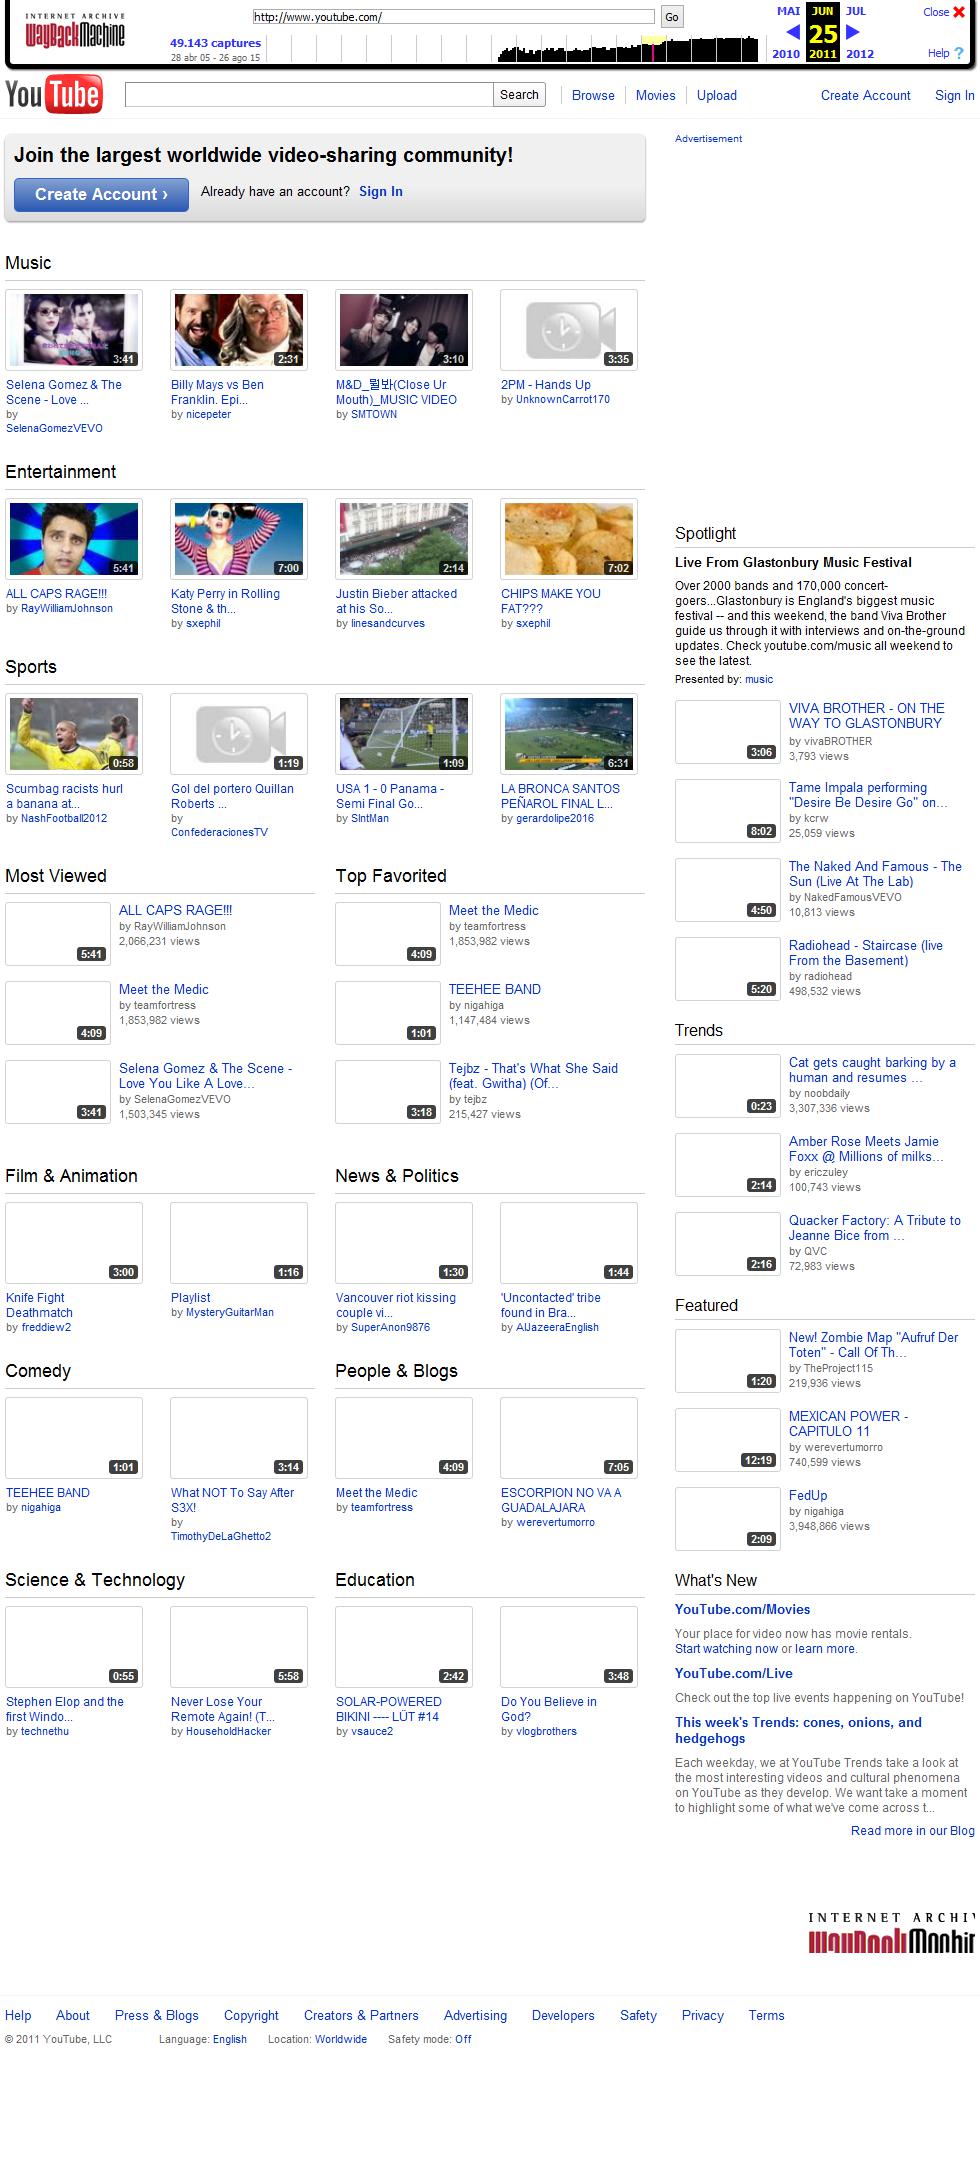 INTERNET ARCHIVE
WayBackMachine
http://www.youtube.com/
Go
49.143 captures
28 abr 05 - 26 ago 15
MAI JUN JUL
25
2010 2011 2012
Close
Help ?
YouTube
Search
Browse
Movies
Upload
Create Account
Sign In
Join the largest worldwide video-sharing community!
Create Account ›
Already have an account? Sign In
Advertisement
Music
3:41
Selena Gomez & The
Scene - Love ...
by
SelenaGomezVEVO
2:31
Billy Mays vs Ben
Franklin. Epi...
by nicepeter
3:10
M&D_뭘봐(Close Ur
Mouth)_MUSIC VIDEO
by SMTOWN
3:35
2PM - Hands Up
by UnknownCarrot170
Entertainment
5:41
ALL CAPS RAGE!!!
by RayWilliamJohnson
7:00
Katy Perry in Rolling
Stone & th...
by sxephil
2:14
Justin Bieber attacked
at his So...
by linesandcurves
7:02
CHIPS MAKE YOU
FAT???
by sxephil
Sports
0:58
Scumbag racists hurl
a banana at...
by NashFootball2012
1:19
Gol del portero Quillan
Roberts ...
by
ConfederacionesTV
1:09
USA 1 - 0 Panama -
Semi Final Go...
by SIntMan
6:31
LA BRONCA SANTOS
PEÑAROL FINAL L...
by gerardolipe2016
Most Viewed
5:41
ALL CAPS RAGE!!!
by RayWilliamJohnson
2,066,231 views
4:09
Meet the Medic
by teamfortress
1,853,982 views
3:41
Selena Gomez & The Scene -
Love You Like A Love...
by SelenaGomezVEVO
1,503,345 views
Top Favorited
4:09
Meet the Medic
by teamfortress
1,853,982 views
1:01
TEEHEE BAND
by nigahiga
1,147,484 views
3:18
Tejbz - That's What She Said
(feat. Gwitha) (Of...
by tejbz
215,427 views
Film & Animation
3:00
Knife Fight
Deathmatch
by freddiew2
1:16
Playlist
by MysteryGuitarMan
News & Politics
1:30
Vancouver riot kissing
couple vi...
by SuperAnon9876
1:44
'Uncontacted' tribe
found in Bra...
by AlJazeeraEnglish
Comedy
1:01
TEEHEE BAND
by nigahiga
3:14
What NOT To Say After
S3X!
by
TimothyDeLaGhetto2
People & Blogs
4:09
Meet the Medic
by teamfortress
7:05
ESCORPION NO VA A
GUADALAJARA
by werevertumorro
Science & Technology
0:55
Stephen Elop and the
first Windo...
by technethu
5:58
Never Lose Your
Remote Again! (T...
by HouseholdHacker
Education
2:42
SOLAR-POWERED
BIKINI ---- LÜT #14
by vsauce2
3:48
Do You Believe in
God?
by vlogbrothers
Spotlight
Live From Glastonbury Music Festival
Over 2000 bands and 170,000 concert-
goers...Glastonbury is England's biggest music
festival -- and this weekend, the band Viva Brother
guide us through it with interviews and on-the-ground
updates. Check youtube.com/music all weekend to
see the latest.
Presented by: music
3:06
VIVA BROTHER - ON THE
WAY TO GLASTONBURY
by vivaBROTHER
3,793 views
8:02
Tame Impala performing
"Desire Be Desire Go" on...
by kcrw
25,059 views
4:50
The Naked And Famous - The
Sun (Live At The Lab)
by NakedFamousVEVO
10,813 views
5:20
Radiohead - Staircase (live
From the Basement)
by radiohead
498,532 views
Trends
0:23
Cat gets caught barking by a
human and resumes ...
by noobdaily
3,307,336 views
2:14
Amber Rose Meets Jamie
Foxx @ Millions of milks...
by ericzuley
100,743 views
2:16
Quacker Factory: A Tribute to
Jeanne Bice from ...
by QVC
72,983 views
Featured
1:20
New! Zombie Map "Aufruf Der
Toten" - Call Of Th...
by TheProject115
219,936 views
12:19
MEXICAN POWER -
CAPITULO 11
by werevertumorro
740,599 views
2:09
FedUp
by nigahiga
3,948,866 views
What's New
YouTube.com/Movies
Your place for video now has movie rentals.
Start watching now or learn more.
YouTube.com/Live
Check out the top live events happening on YouTube!
This week's Trends: cones, onions, and
hedgehogs
Each weekday, we at YouTube Trends take a look at
the most interesting videos and cultural phenomena
on YouTube as they develop. We want take a moment
to highlight some of what we've come across t...
Read more in our Blog
INTERNET ARCHIV
WayBackMachin
Help About Press & Blogs Copyright Creators & Partners Advertising Developers Safety Privacy Terms
© 2011 YouTube, LLC Language: English Location: Worldwide Safety mode: Off